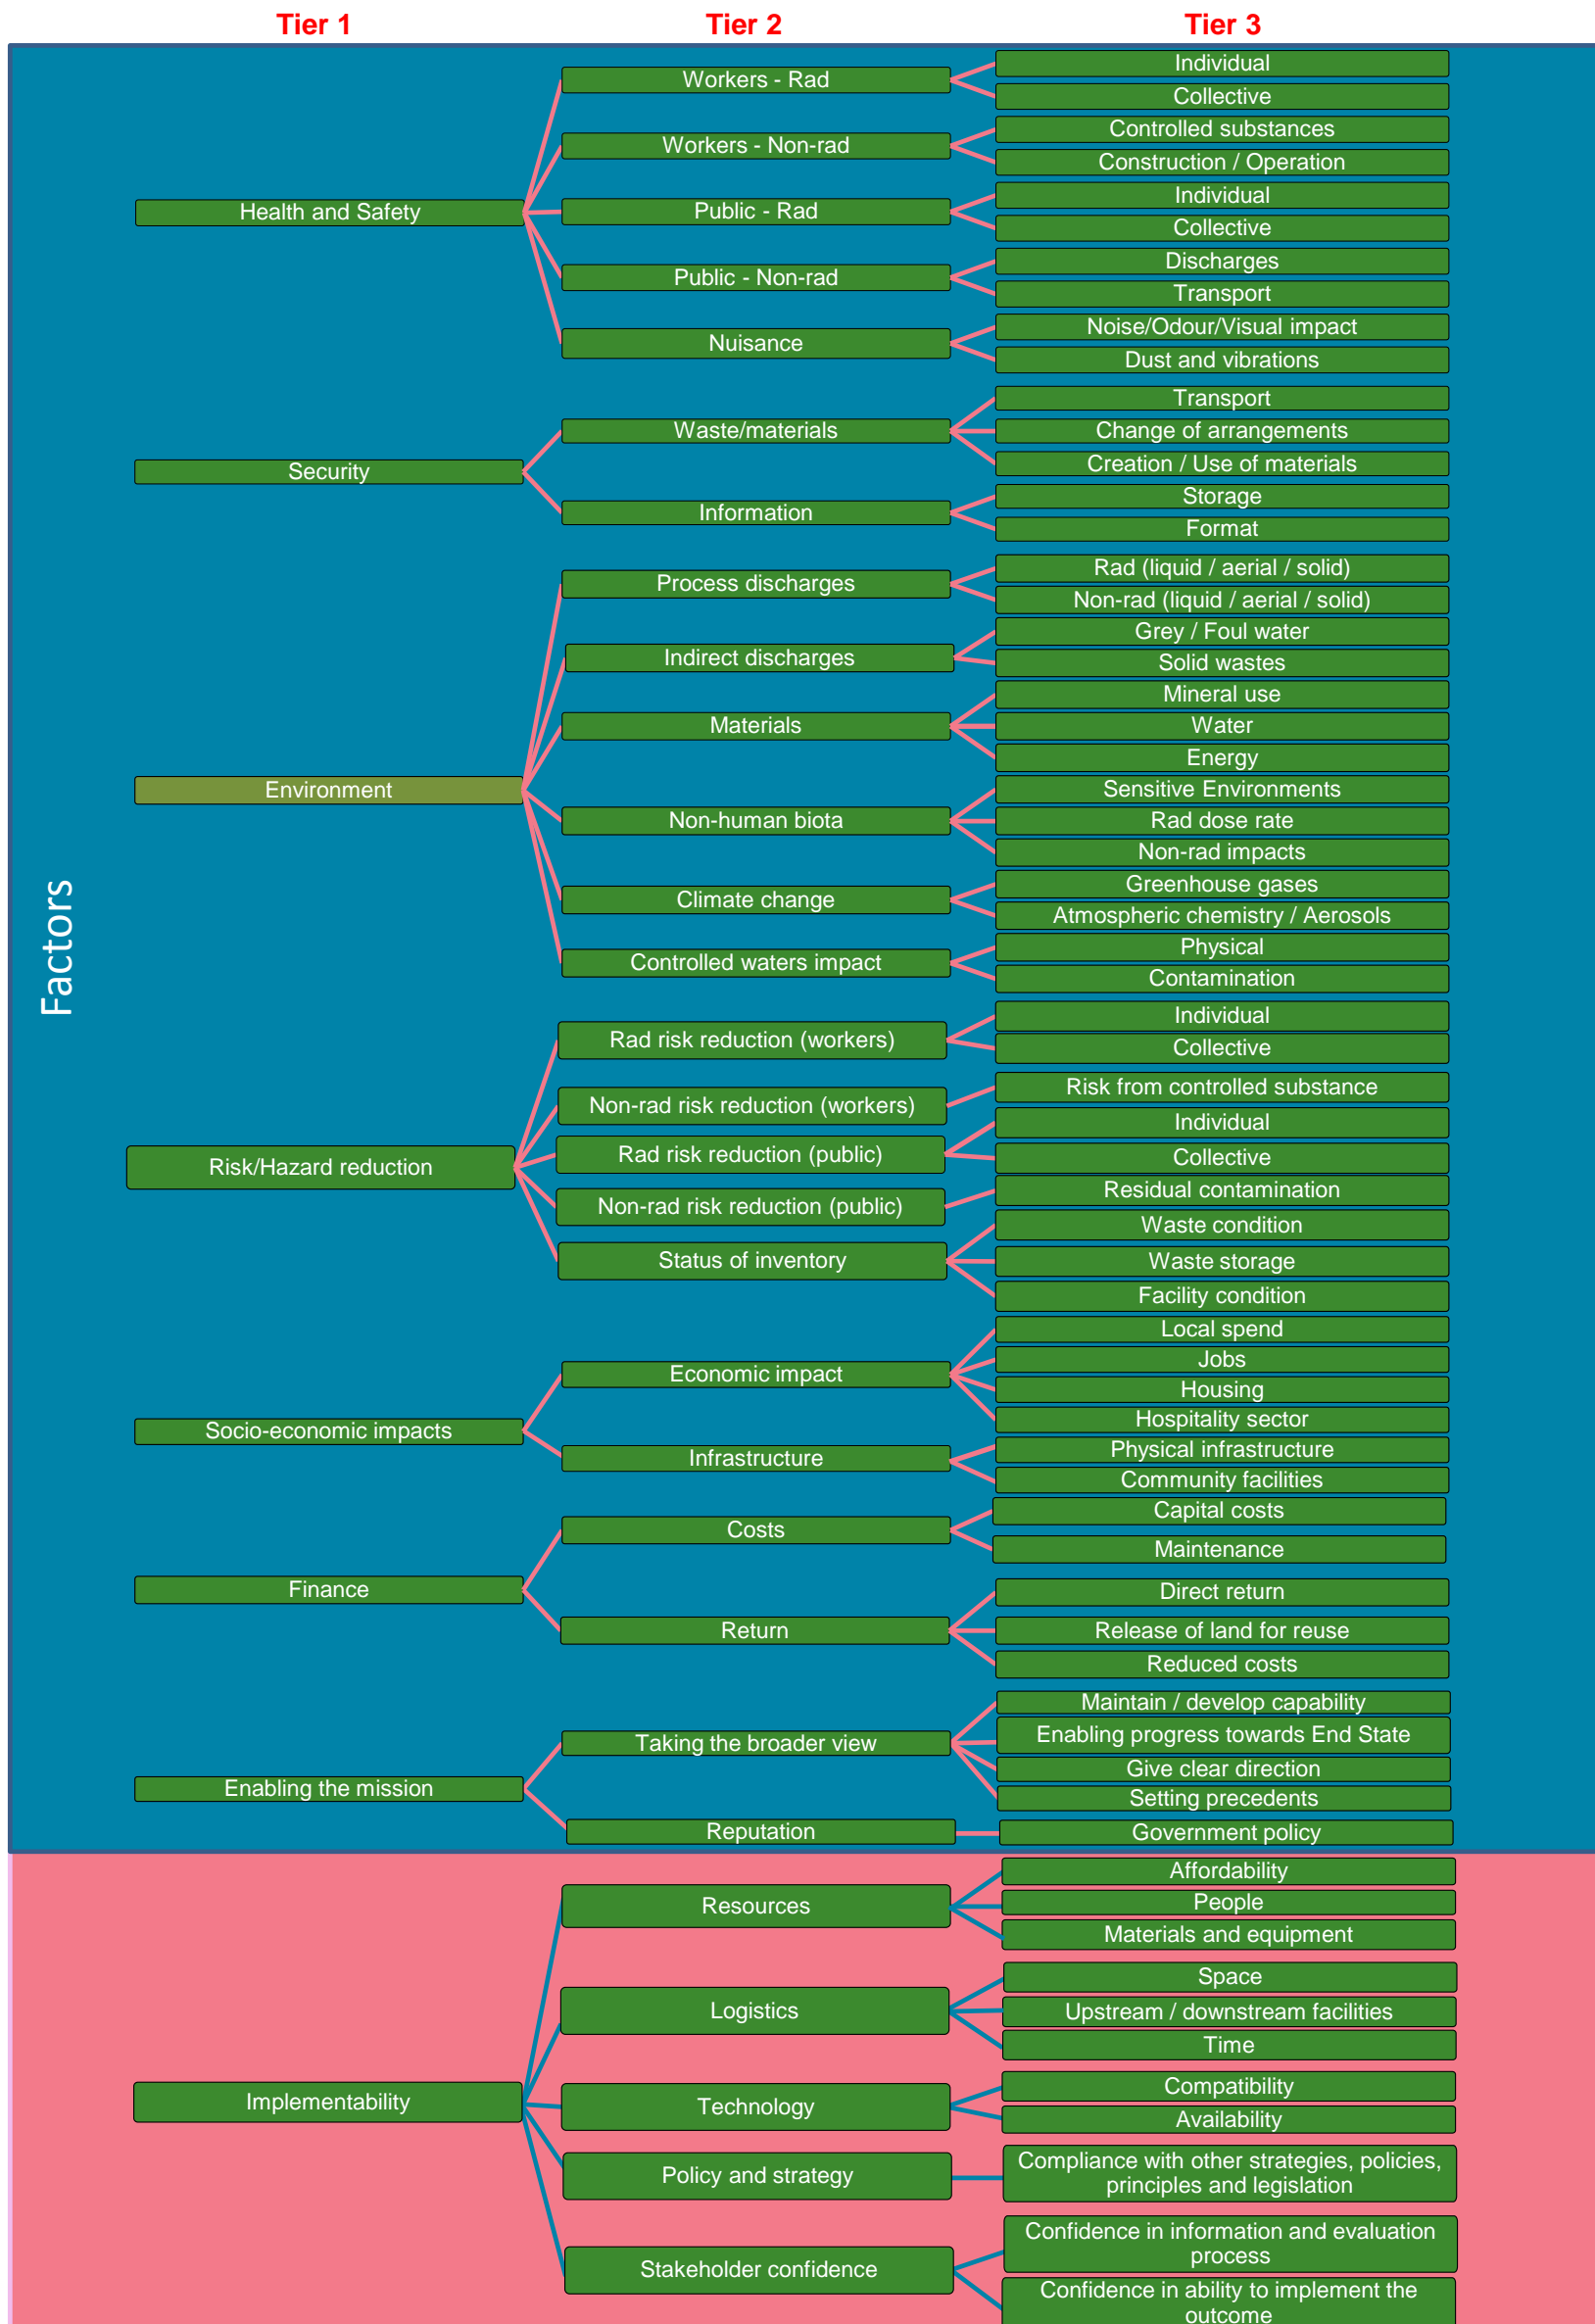 Tier 1
Tier 2
Tier 3
Factors
Health and Safety
Workers - Rad
Individual
Collective
Workers - Non-rad
Controlled substances
Construction / Operation
Public - Rad
Individual
Collective
Public - Non-rad
Discharges
Transport
Nuisance
Noise/Odour/Visual impact
Dust and vibrations
Security
Waste/materials
Transport
Change of arrangements
Creation / Use of materials
Information
Storage
Format
Environment
Process discharges
Rad (liquid / aerial / solid)
Non-rad (liquid / aerial / solid)
Indirect discharges
Grey / Foul water
Solid wastes
Materials
Mineral use
Water
Energy
Non-human biota
Sensitive Environments
Rad dose rate
Non-rad impacts
Climate change
Greenhouse gases
Atmospheric chemistry / Aerosols
Controlled waters impact
Physical
Contamination
Risk/Hazard reduction
Rad risk reduction (workers)
Individual
Collective
Non-rad risk reduction (workers)
Risk from controlled substance
Rad risk reduction (public)
Individual
Collective
Non-rad risk reduction (public)
Residual contamination
Status of inventory
Waste condition
Waste storage
Facility condition
Socio-economic impacts
Economic impact
Local spend
Jobs
Housing
Hospitality sector
Infrastructure
Physical infrastructure
Community facilities
Finance
Costs
Capital costs
Maintenance
Return
Direct return
Release of land for reuse
Reduced costs
Enabling the mission
Taking the broader view
Maintain / develop capability
Enabling progress towards End State
Give clear direction
Setting precedents
Reputation
Government policy
Implementability
Resources
Affordability
People
Materials and equipment
Logistics
Space
Upstream / downstream facilities
Time
Technology
Compatibility
Availability
Policy and strategy
Compliance with other strategies, policies,
principles and legislation
Stakeholder confidence
Confidence in information and evaluation
process
Confidence in ability to implement the
outcome